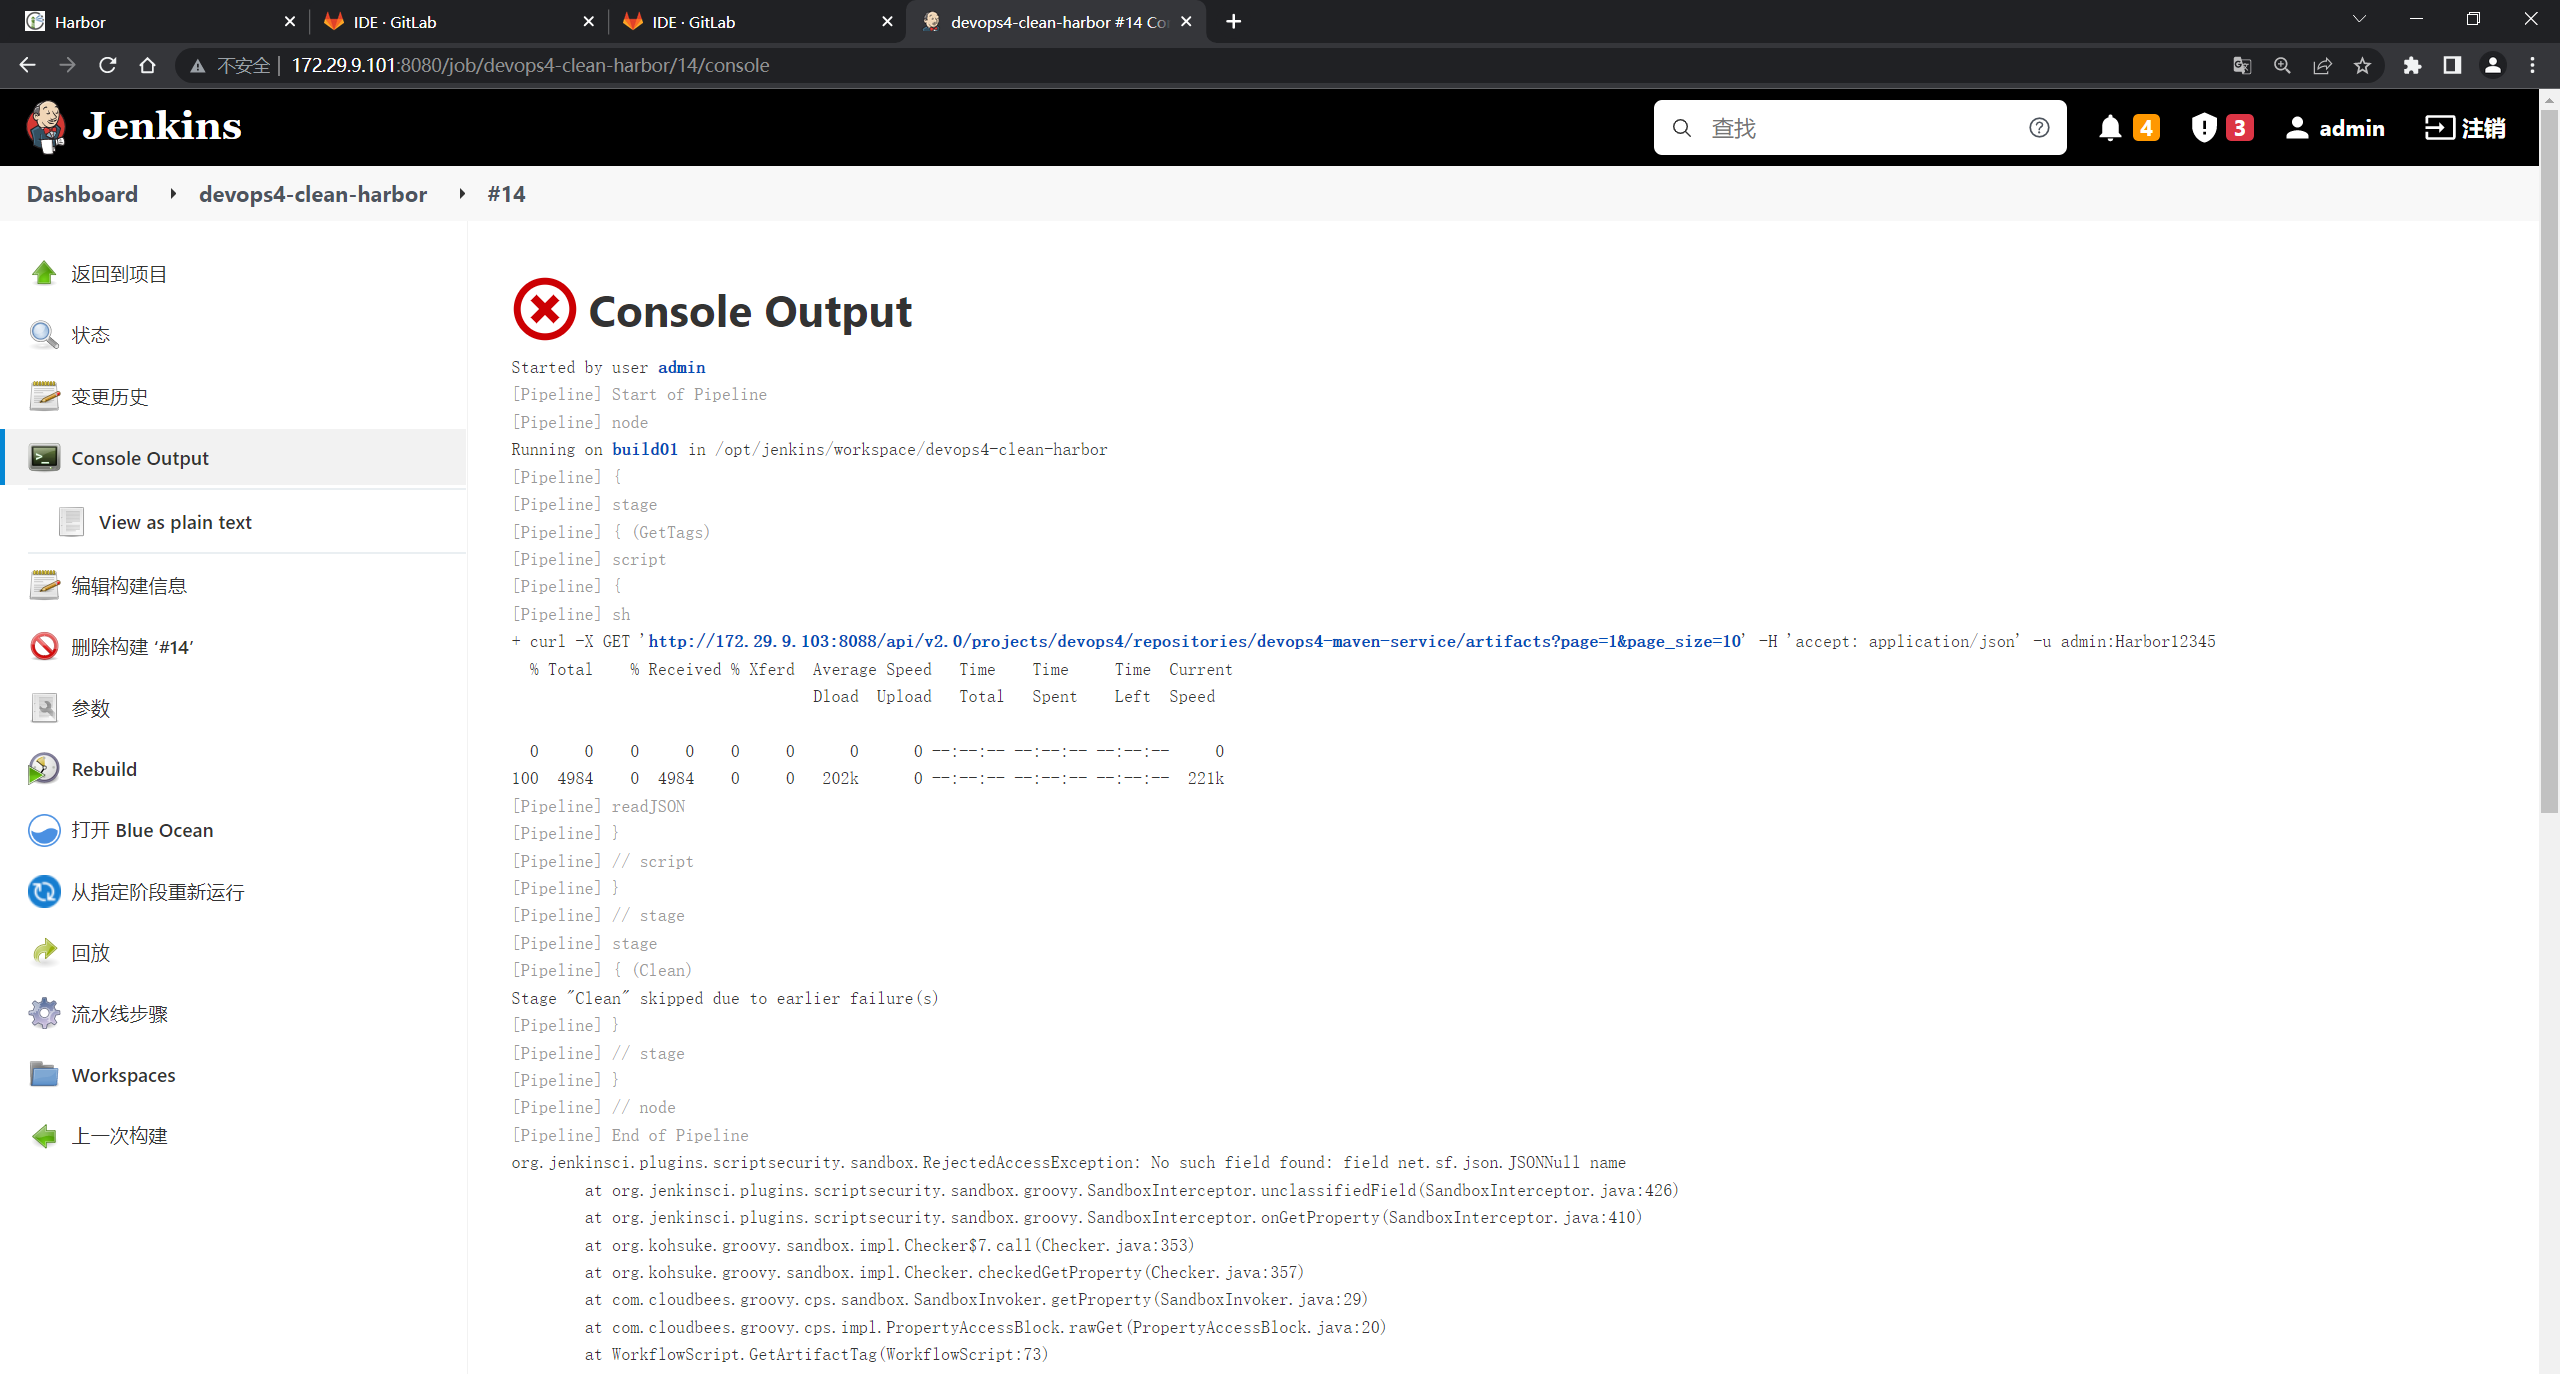 Harbor
IDE · GitLab
IDE · GitLab
devops4-clean-harbor #14 Co
不安全 | 172.29.9.101:8080/job/devops4-clean-harbor/14/console
Jenkins
查找
4
3
admin
注销
Dashboard
devops4-clean-harbor
#14
返回到项目
状态
变更历史
Console Output
View as plain text
编辑构建信息
删除构建 ‘#14’
参数
Rebuild
打开 Blue Ocean
从指定阶段重新运行
回放
流水线步骤
Workspaces
上一次构建
Console Output
Started by user admin
[Pipeline] Start of Pipeline
[Pipeline] node
Running on build01 in /opt/jenkins/workspace/devops4-clean-harbor
[Pipeline] {
[Pipeline] stage
[Pipeline] { (GetTags)
[Pipeline] script
[Pipeline] {
[Pipeline] sh
+ curl -X GET 'http://172.29.9.103:8088/api/v2.0/projects/devops4/repositories/devops4-maven-service/artifacts?page=1&page_size=10' -H 'accept: application/json' -u admin:Harbor12345
% Total % Received % Xferd Average Speed Time Time Time Current
Dload Upload Total Spent Left Speed
0 0 0 0 0 0 0 0 --:--:-- --:--:-- --:--:-- 0
100 4984 0 4984 0 0 202k 0 --:--:-- --:--:-- --:--:-- 221k
[Pipeline] readJSON
[Pipeline] }
[Pipeline] // script
[Pipeline] }
[Pipeline] // stage
[Pipeline] stage
[Pipeline] { (Clean)
Stage "Clean" skipped due to earlier failure(s)
[Pipeline] }
[Pipeline] // stage
[Pipeline] }
[Pipeline] // node
[Pipeline] End of Pipeline
org.jenkinsci.plugins.scriptsecurity.sandbox.RejectedAccessException: No such field found: field net.sf.json.JSONNull name
at org.jenkinsci.plugins.scriptsecurity.sandbox.groovy.SandboxInterceptor.unclassifiedField(SandboxInterceptor.java:426)
at org.jenkinsci.plugins.scriptsecurity.sandbox.groovy.SandboxInterceptor.onGetProperty(SandboxInterceptor.java:410)
at org.kohsuke.groovy.sandbox.impl.Checker$7.call(Checker.java:353)
at org.kohsuke.groovy.sandbox.impl.Checker.checkedGetProperty(Checker.java:357)
at com.cloudbees.groovy.cps.sandbox.SandboxInvoker.getProperty(SandboxInvoker.java:29)
at com.cloudbees.groovy.cps.impl.PropertyAccessBlock.rawGet(PropertyAccessBlock.java:20)
at WorkflowScript.GetArtifactTag(WorkflowScript:73)